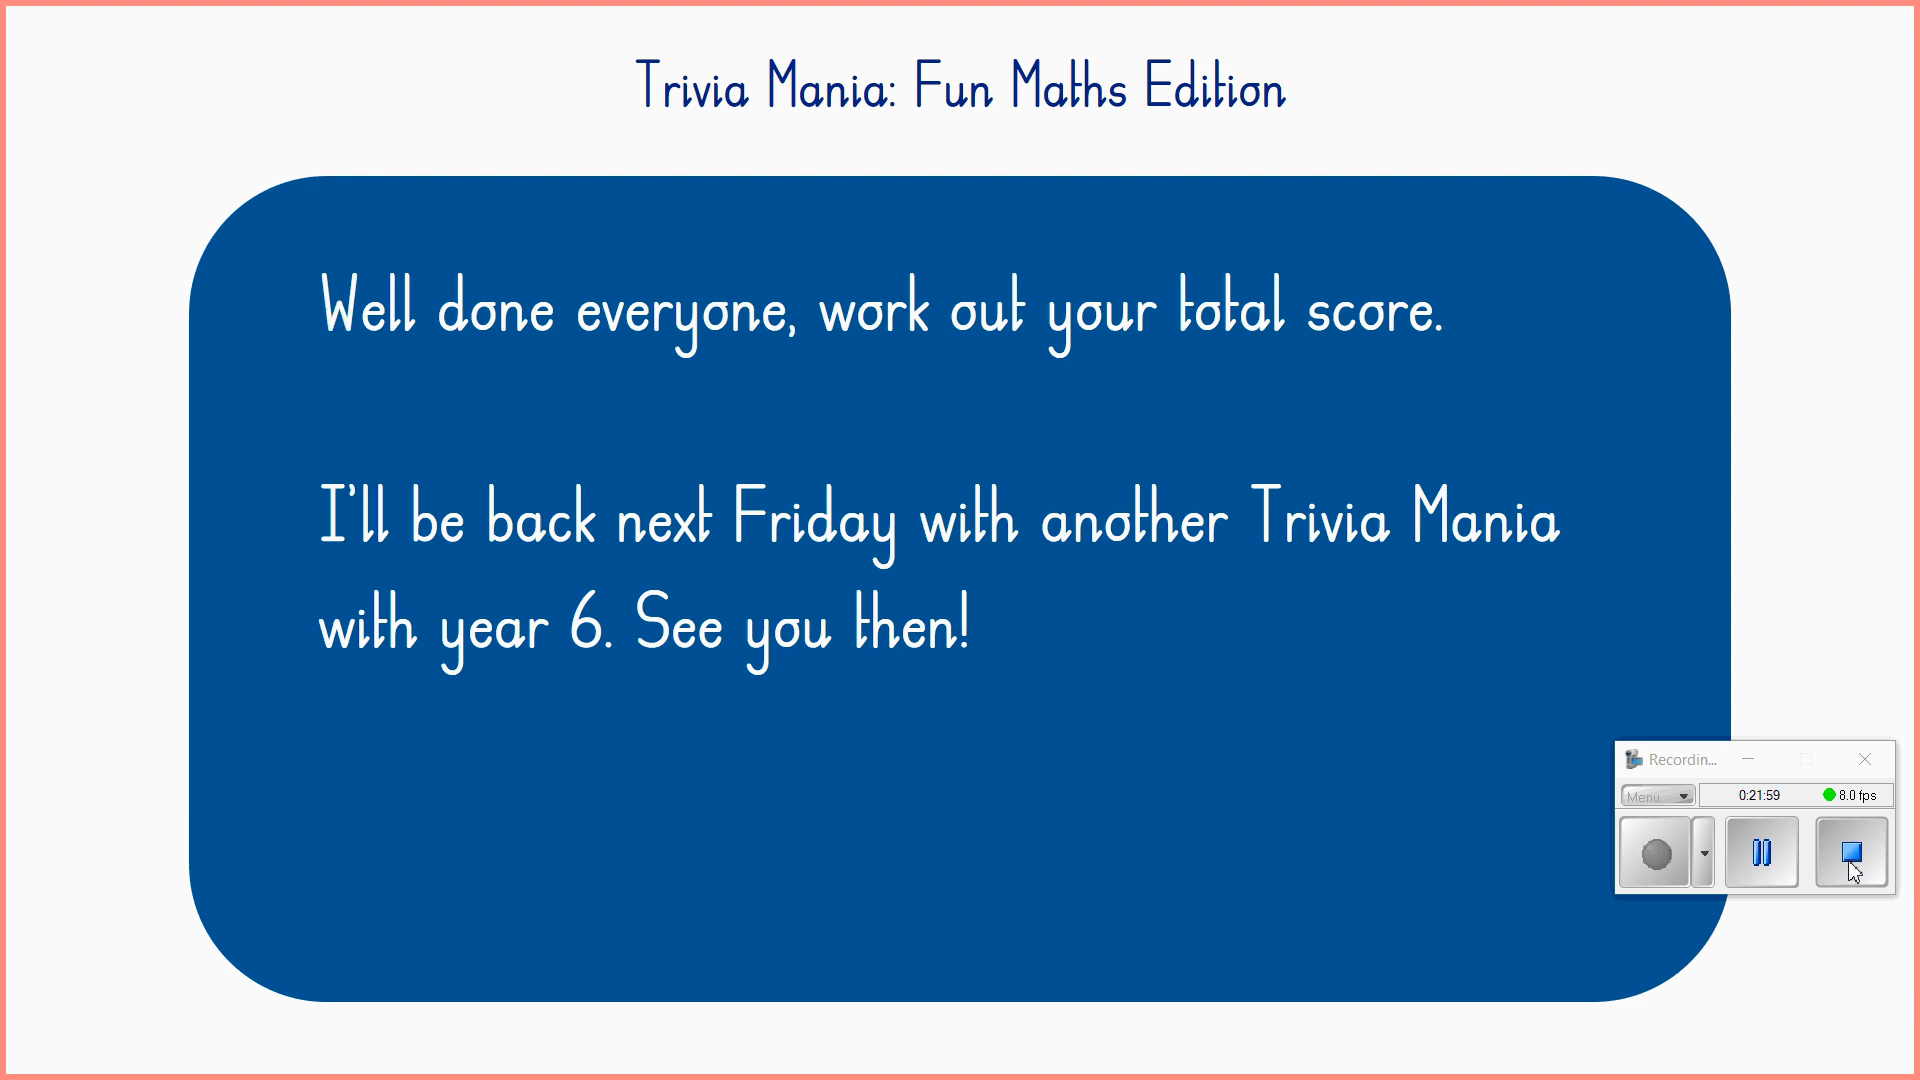 Trivia Mania: Fun Maths Edition
Well done everyone, work out your total score.
I'll be back next Friday with another Trivia Mania
with year 6. See you then!
Recordin...
Menu
0:21:59
8.0 fps